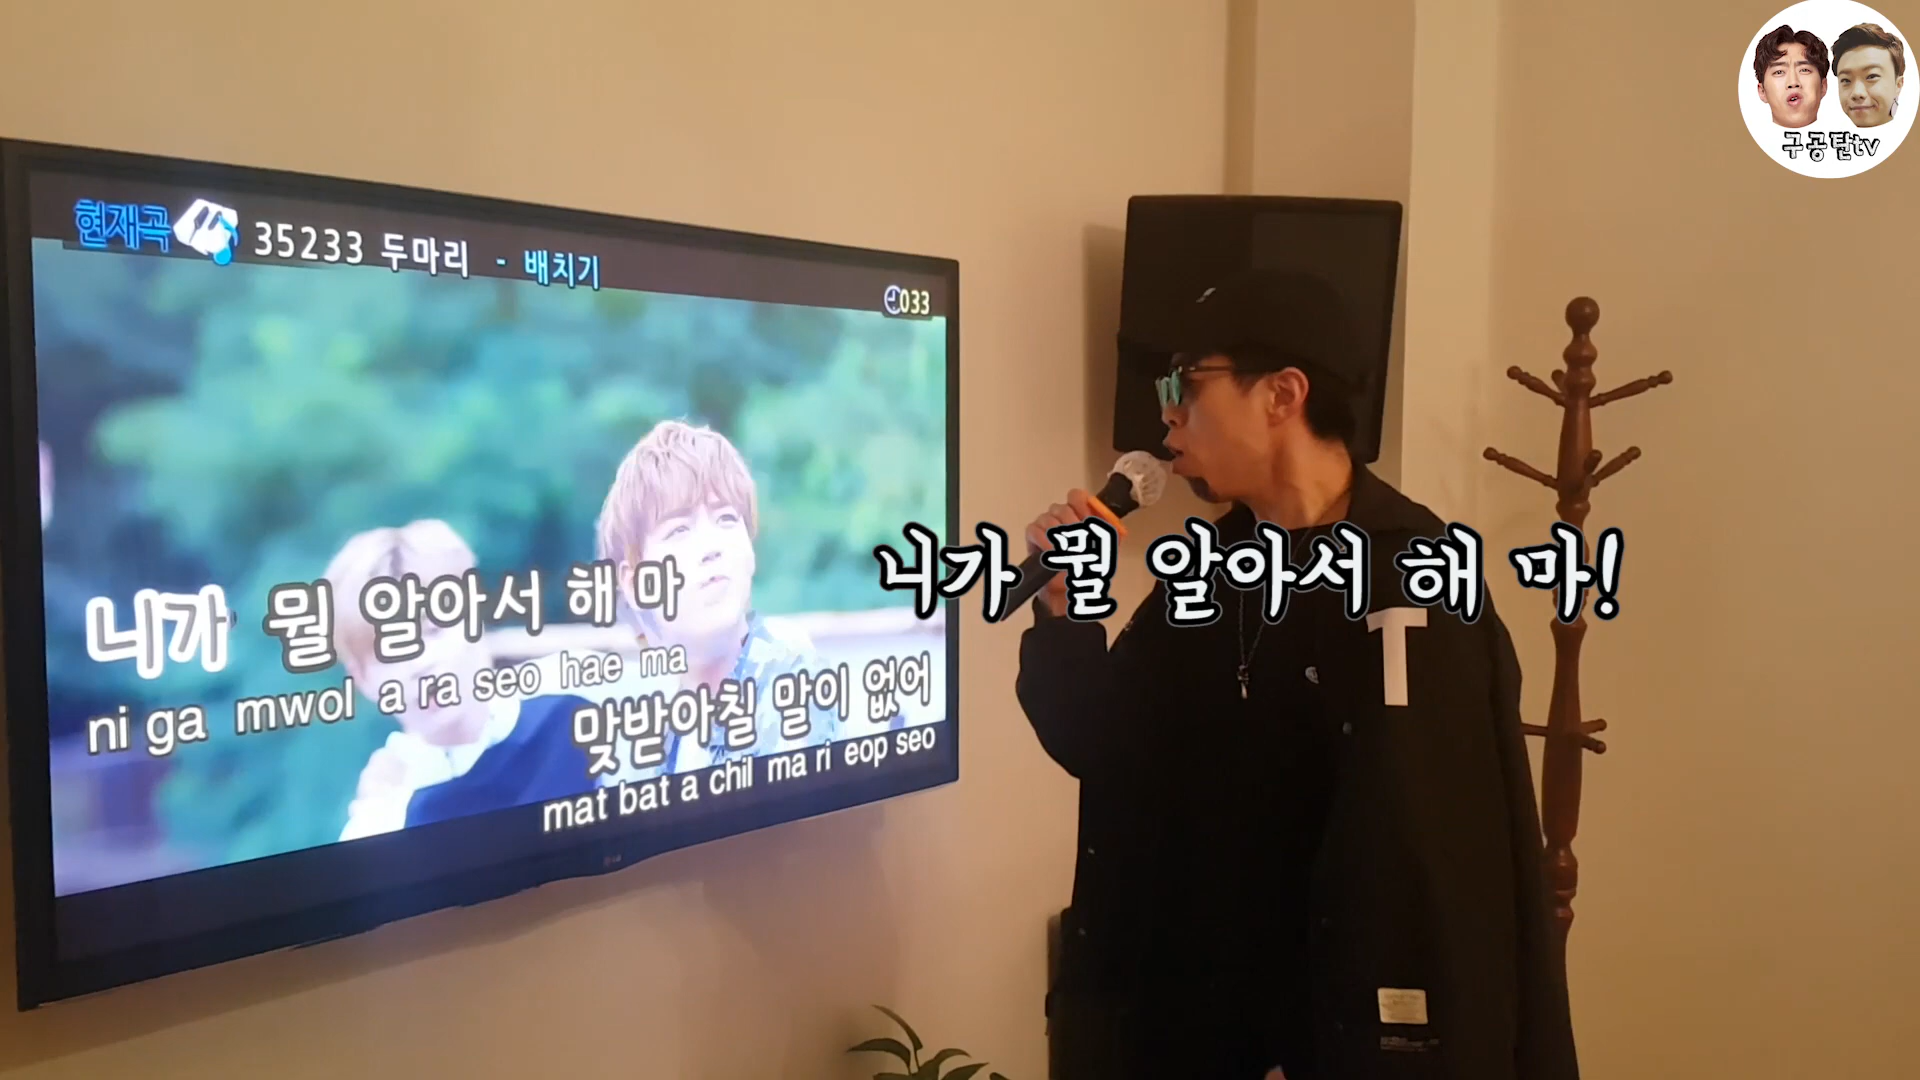 구공탄tv
현재곡 35233 두마리 - 배치기
033
니가 뭘 알아서 해 마!
니가 뭘 알아서 해 마
ni ga mwol a ra seo hae ma
맞받아칠 말이 없어
mat bat a chil ma ri eop seo
T